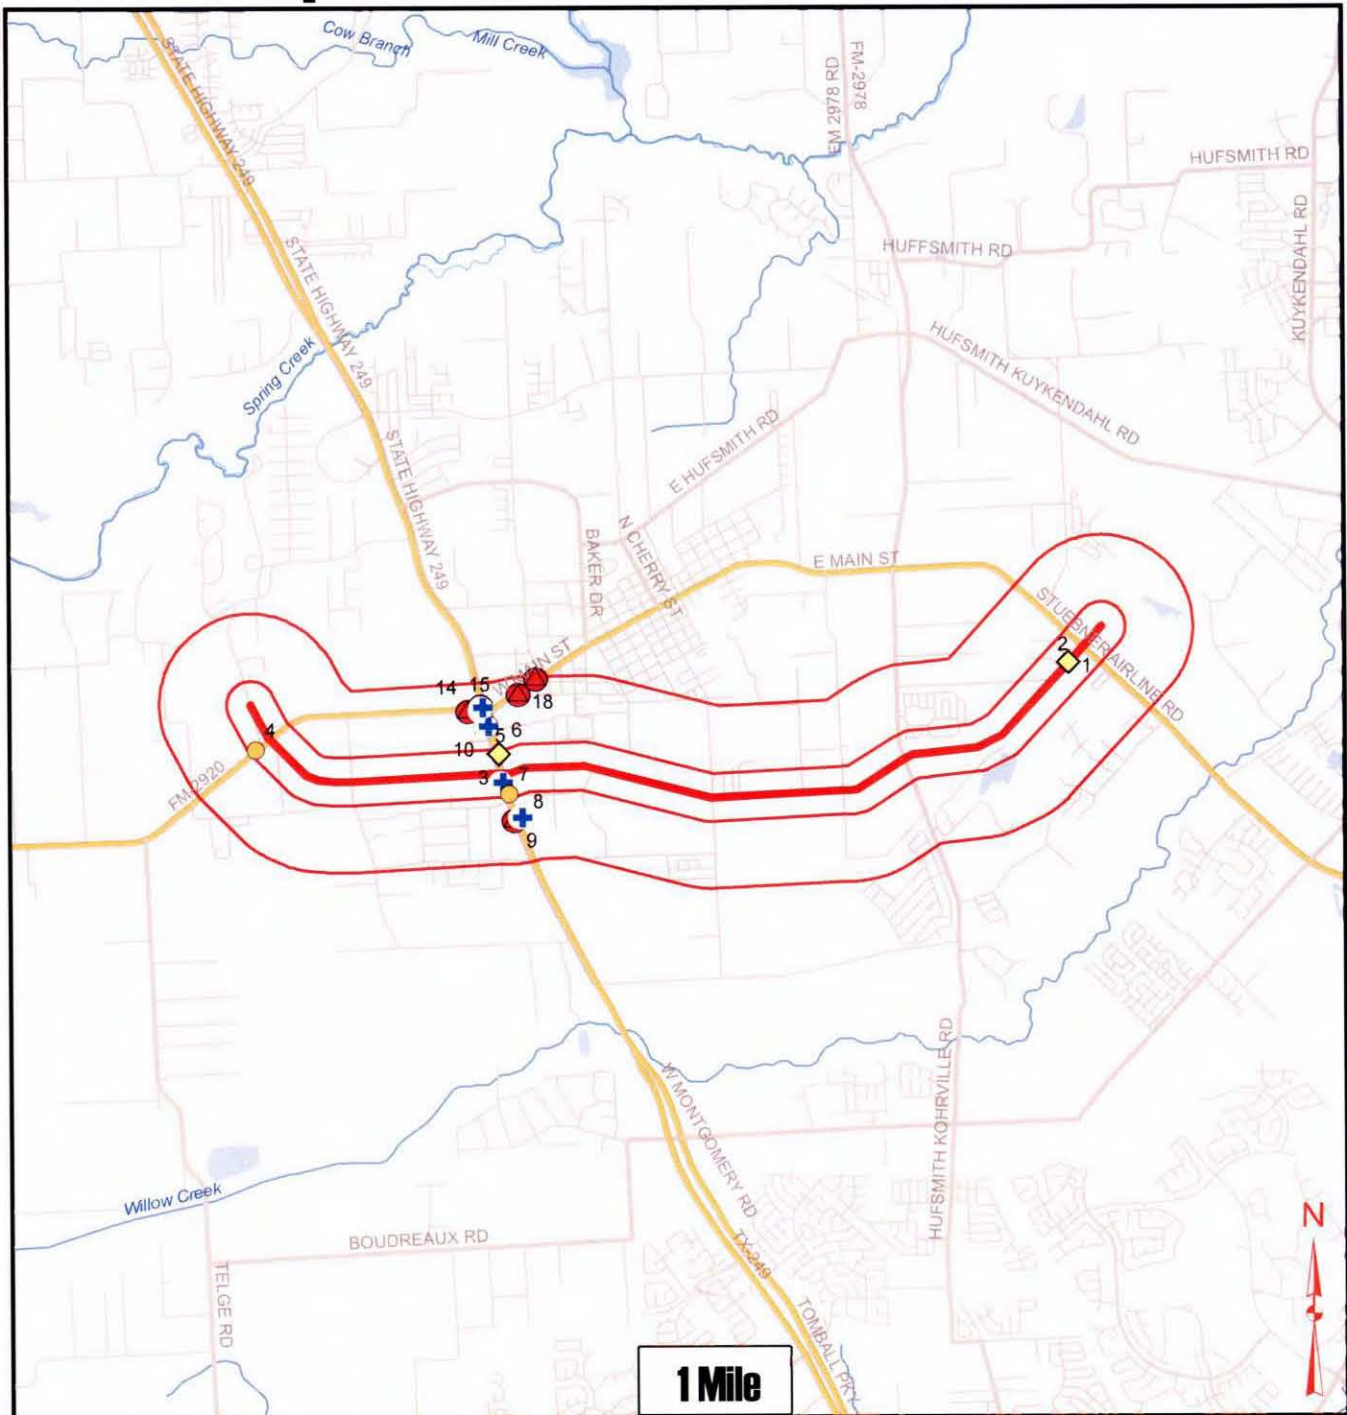 Cow Branch
Mill Creek
STATE HIGHWAY 249
FM-2978
FM 2978 RD
HUFSMITH RD
KUYKENDAHL RD
HUFFSMITH RD
STATE HIGHWAY 249
HUFSMITH KUYKENDAHL RD
Spring Creek
E HUFSMITH RD
STATE HIGHWAY 249
N CHERRY ST
BAKER DR
E MAIN ST
STUEBNER AIRLINE RD
2
1
W MAIN ST
14
15
18
6
5
10
4
3
7
8
9
FM-2920
W MONTGOMERY RD
HUFSMITH KOHRVILLE RD
Willow Creek
BOUDREAUX RD
TX-249
TELGE RD
TOMBALL PKY
N
1 Mile